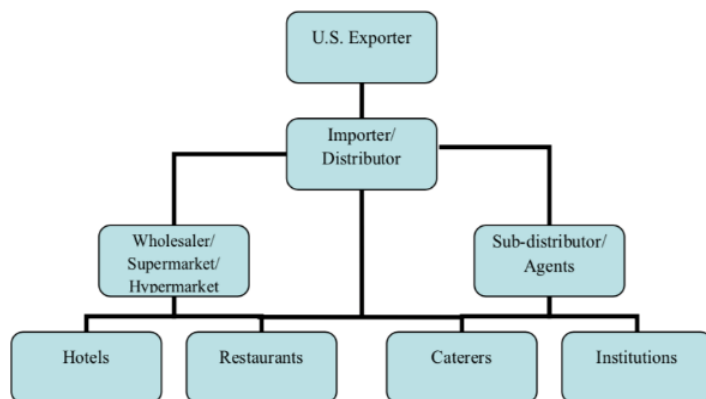 U.S. Exporter
Importer/
Distributor
Wholesaler/
Supermarket/
Hypermarket
Sub-distributor/
Agents
Hotels
Restaurants
Caterers
Institutions